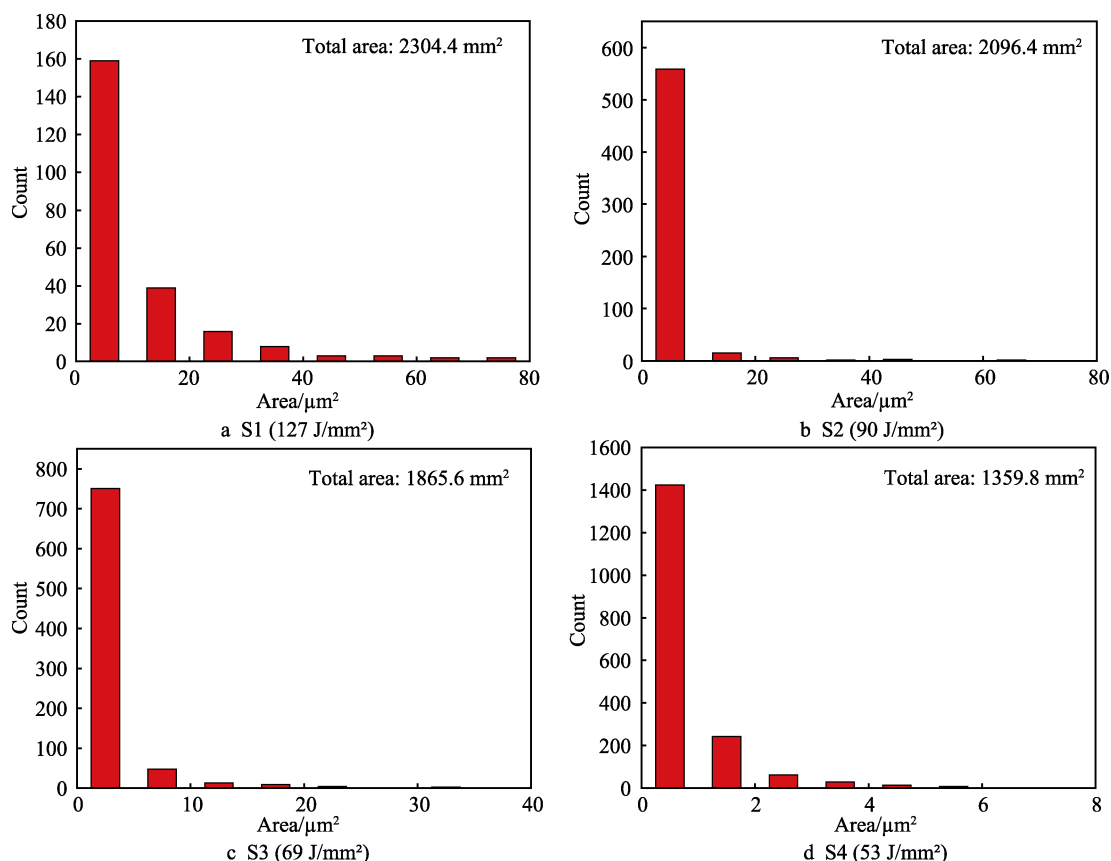 180
160
140
120
100
80
60
40
20
0
Count
Total area: 2304.4 mm²
0 20 40 60 80
Area/µm²
a S1 (127 J/mm²)
600
500
400
300
200
100
0
Count
Total area: 2096.4 mm²
0 20 40 60 80
Area/µm²
b S2 (90 J/mm²)
800
700
600
500
400
300
200
100
0
Count
Total area: 1865.6 mm²
0 10 20 30 40
Area/µm²
c S3 (69 J/mm²)
1600
1400
1200
1000
800
600
400
200
0
Count
Total area: 1359.8 mm²
0 2 4 6 8
Area/µm²
d S4 (53 J/mm²)